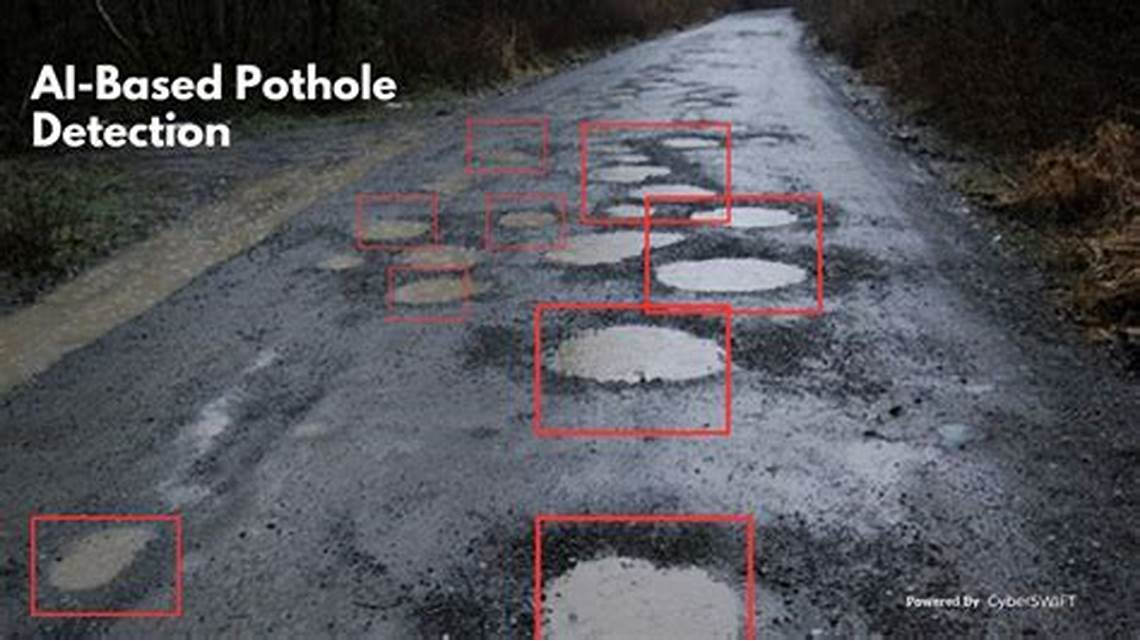 AI-Based Pothole
Detection
Powered By CyberSWIFT